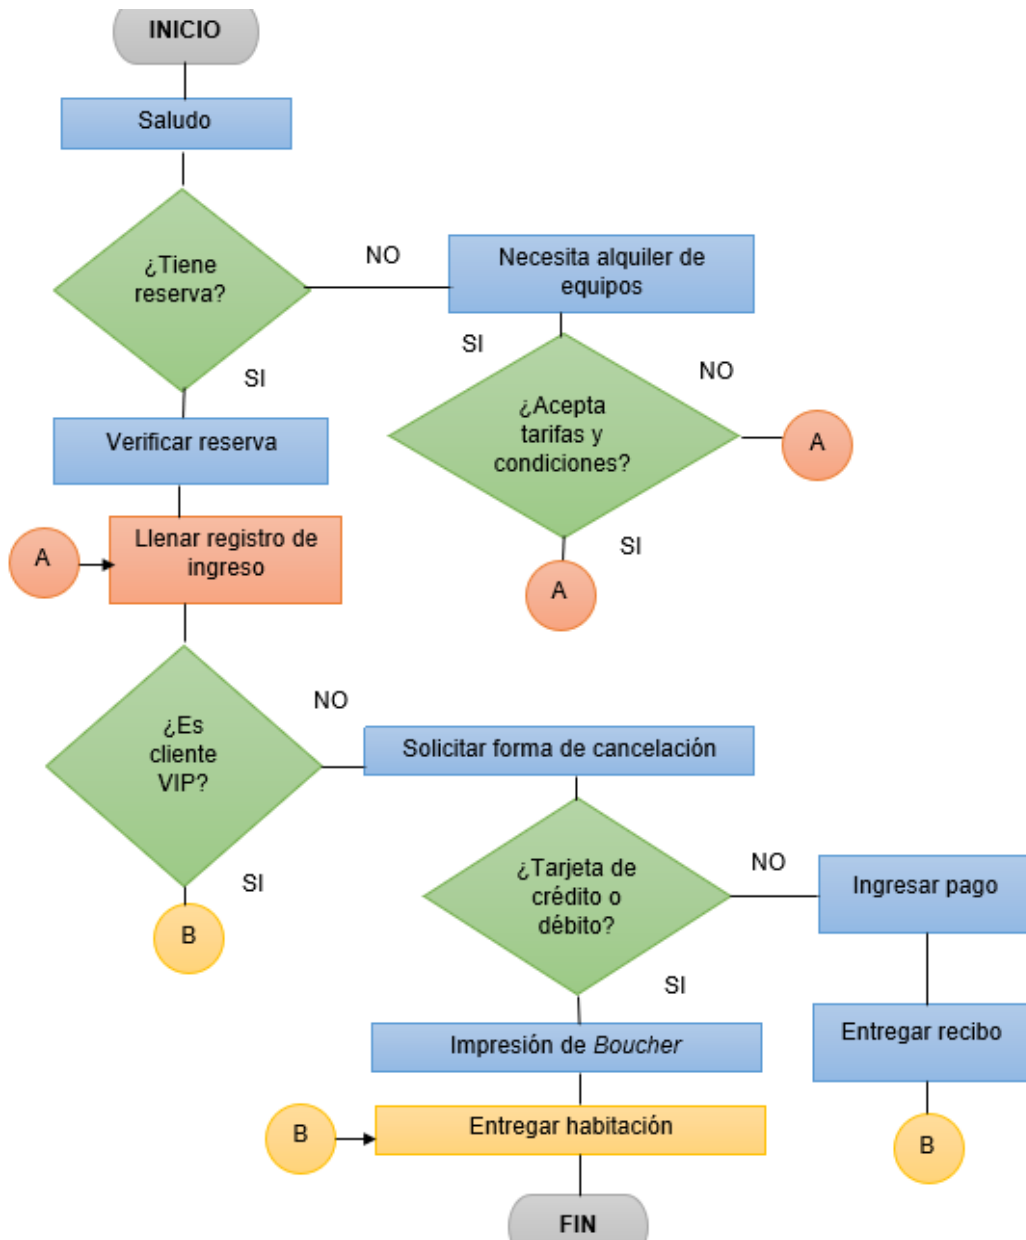 INICIO
Saludo
¿Tiene
reserva?
NO
Necesita alquiler de
equipos
SI
SI
NO
¿Acepta
tarifas y
condiciones?
A
Verificar reserva
SI
A
A
Llenar registro de
ingreso
¿Es
cliente
VIP?
NO
Solicitar forma de cancelación
SI
B
¿Tarjeta de
crédito o
débito?
NO
Ingresar pago
SI
Entregar recibo
Impresión de Boucher
B
B
Entregar habitación
FIN